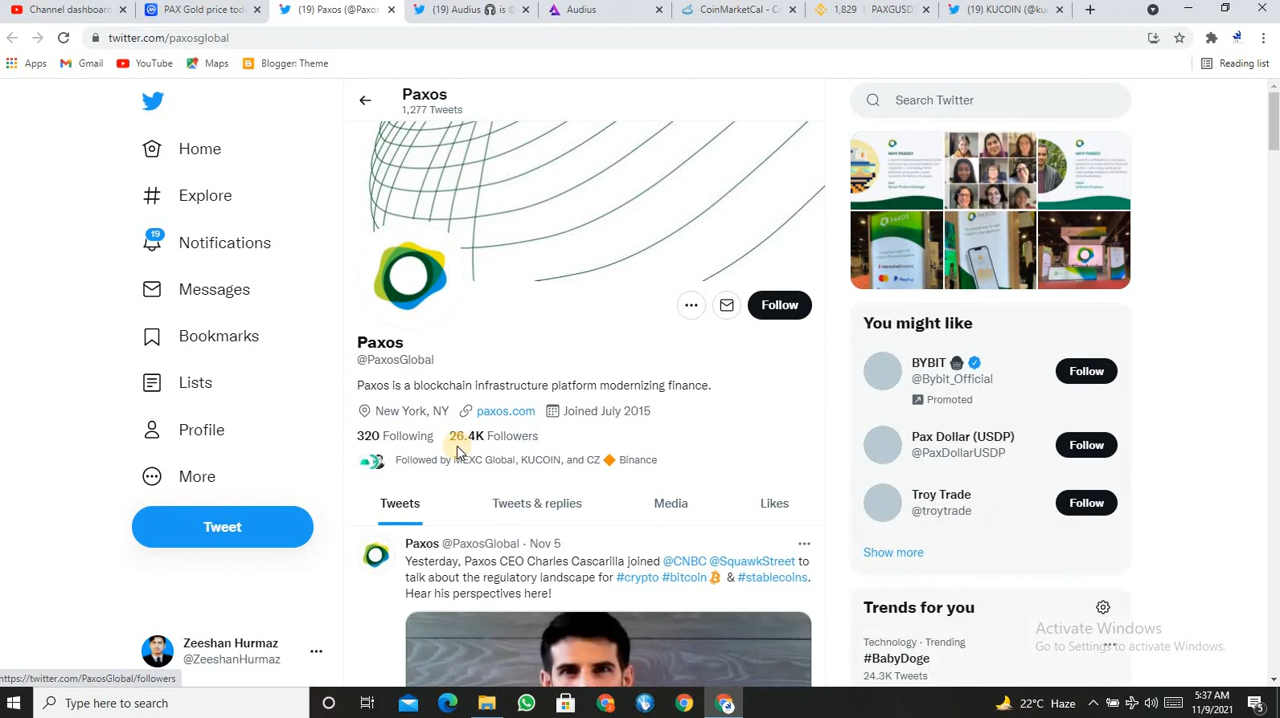 Channel dashboard
PAX Gold price tod
(19) Paxos (@Paxos
(19) Audius 🎧 is @
Audius
CoinMarketCal - C
1,829 | PAXGUSD
(19) KUCOIN (@ku
twitter.com/paxosglobal
Apps
Gmail
YouTube
Maps
Blogger: Theme
Reading list
Paxos
1,277 Tweets
Search Twitter
Home
Explore
19
Notifications
Messages
Bookmarks
Lists
Profile
More
Tweet
Follow
Paxos
@PaxosGlobal
Paxos is a blockchain infrastructure platform modernizing finance.
New York, NY paxos.com Joined July 2015
320 Following 26.4K Followers
Followed by MEXC Global, KUCOIN, and CZ 🔶 Binance
Tweets
Tweets & replies
Media
Likes
Paxos @PaxosGlobal · Nov 5
Yesterday, Paxos CEO Charles Cascarilla joined @CNBC @SquawkStreet to
talk about the regulatory landscape for #crypto #bitcoin & #stablecoins.
Hear his perspectives here!
WHY PAXOS?
PAXOS
PAXOS
You might like
BYBIT
@Bybit_Official
Promoted
Follow
Pax Dollar (USDP)
@PaxDollarUSDP
Follow
Troy Trade
@troytrade
Follow
Show more
Trends for you
Technology · Trending
#BabyDoge
24.3K Tweets
Activate Windows
Go to Settings to activate Windows.
Zeeshan Hurmaz
@ZeeshanHurmaz
https://twitter.com/PaxosGlobal/followers
Type here to search
22°C Haze
5:37 AM
11/9/2021
5